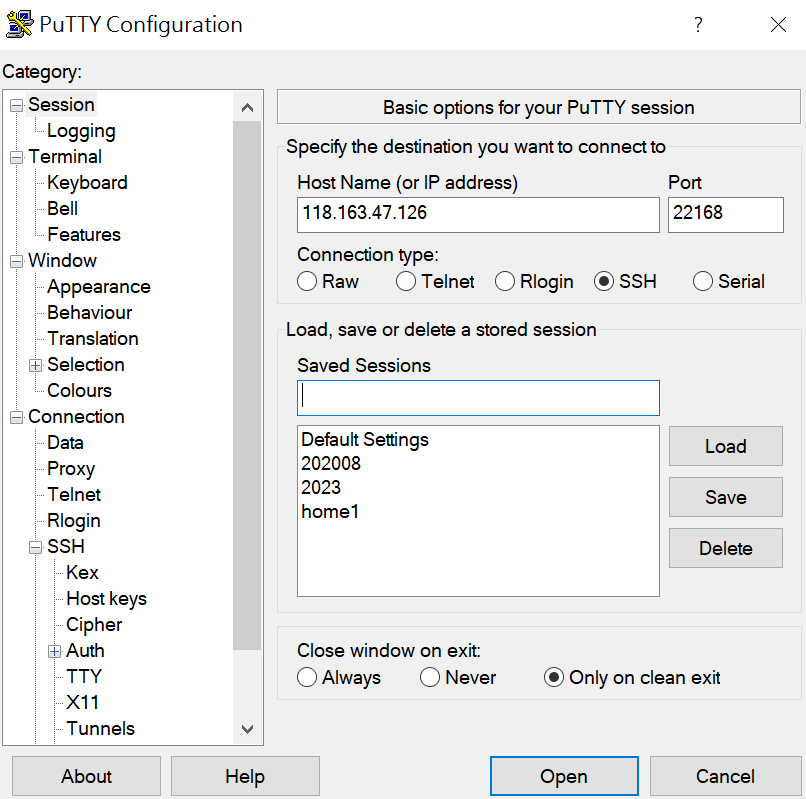 PuTTY Configuration
?
Category:
Session
Logging
Terminal
Keyboard
Bell
Features
Window
Appearance
Behaviour
Translation
Selection
Colours
Connection
Data
Proxy
Telnet
Rlogin
SSH
Kex
Host keys
Cipher
Auth
TTY
X11
Tunnels
Basic options for your PuTTY session
Specify the destination you want to connect to
Host Name (or IP address) Port
118.163.47.126 22168
Connection type:
Raw Telnet Rlogin SSH Serial
Load, save or delete a stored session
Saved Sessions
Default Settings
202008
2023
home1
Load
Save
Delete
Close window on exit:
Always Never Only on clean exit
About Help Open Cancel